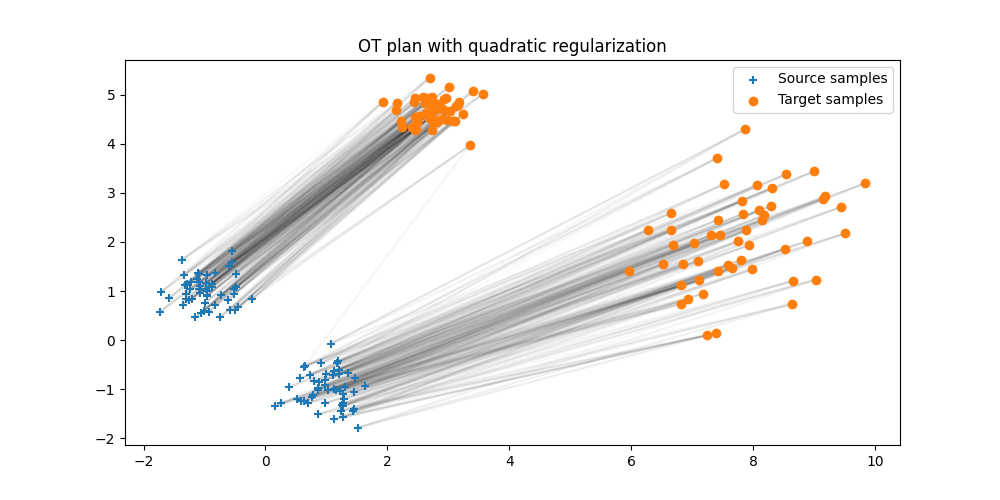 OT plan with quadratic regularization
Source samples
Target samples
5
4
3
2
1
0
−1
−2
−2 0 2 4 6 8 10